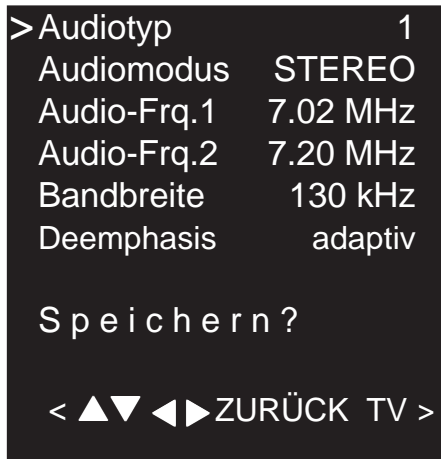 > Audiotyp 1
Audiomodus STEREO
Audio-Frq.1 7.02 MHz
Audio-Frq.2 7.20 MHz
Bandbreite 130 kHz
Deemphasis adaptiv
S p e i c h e r n ?
< ▲▼ ◀ ▶ ZURÜCK TV >